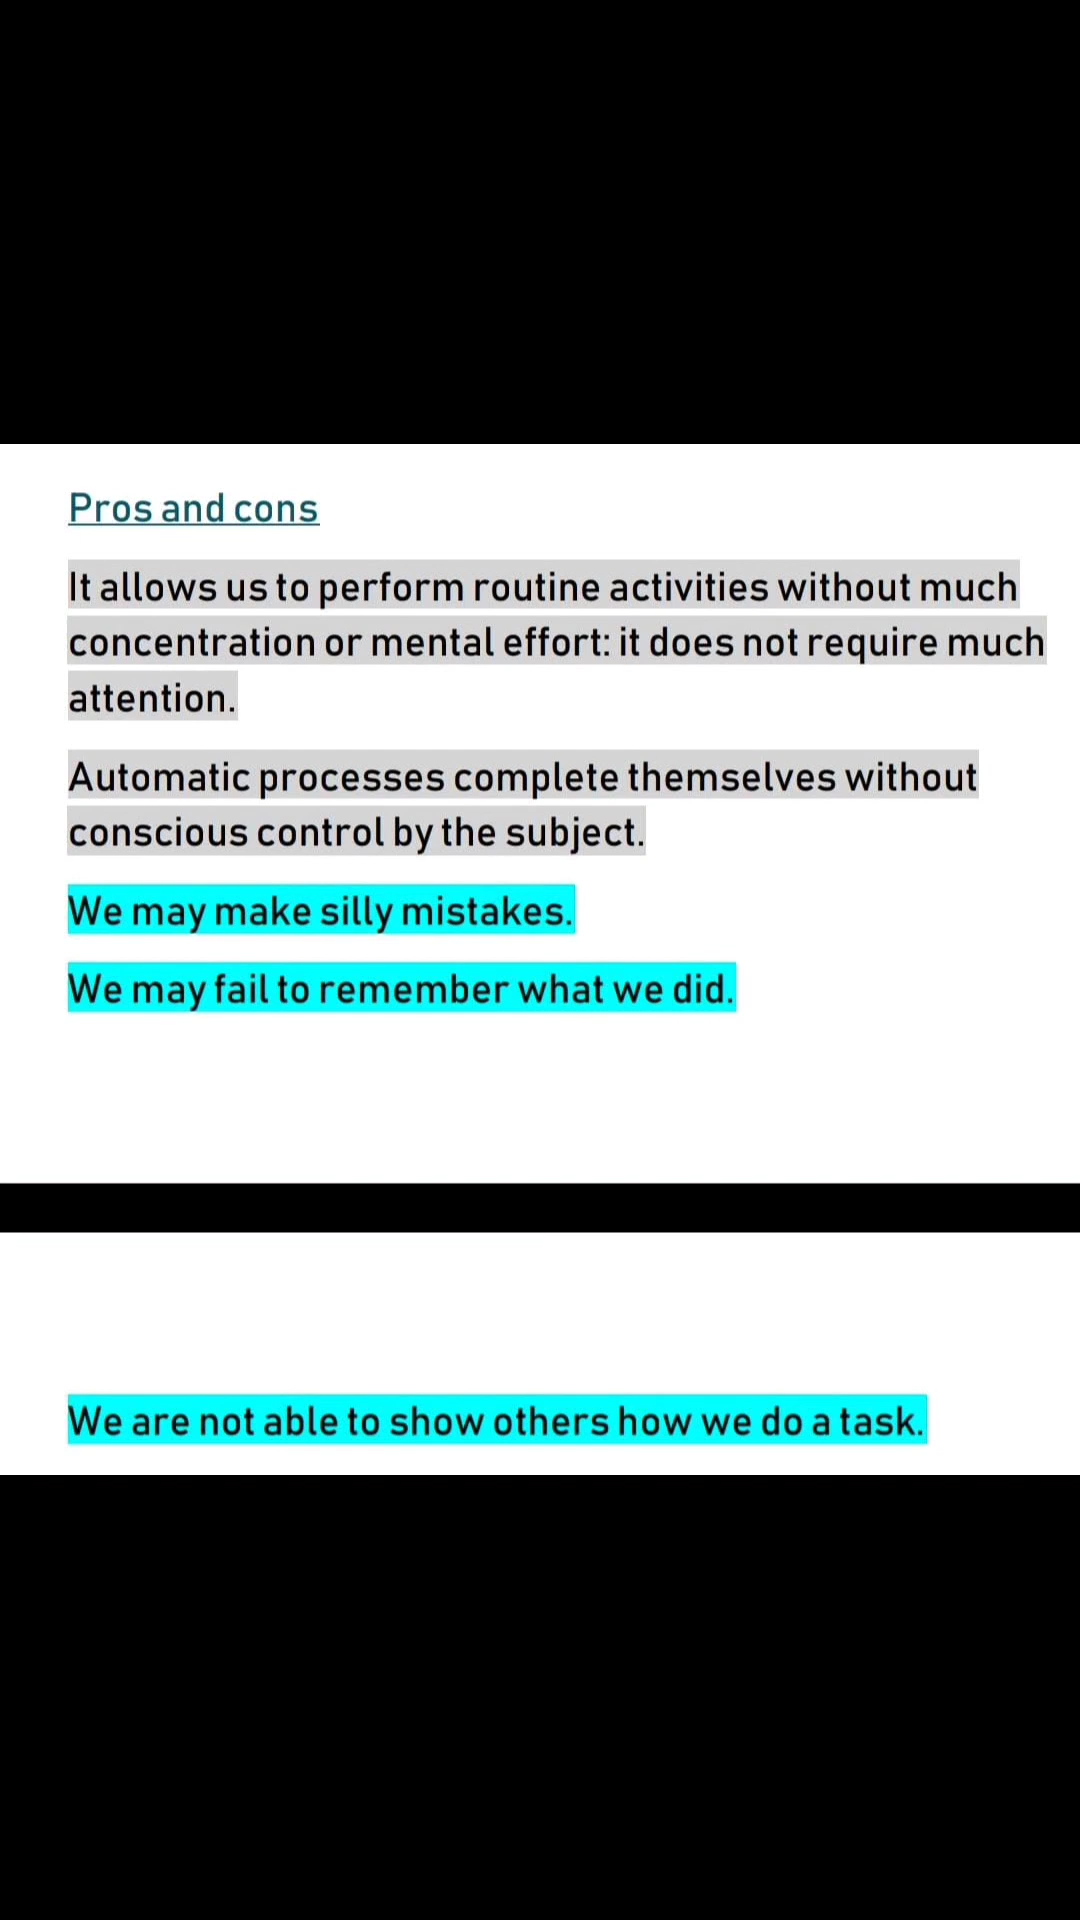 Pros and cons
It allows us to perform routine activities without much
concentration or mental effort: it does not require much
attention.
Automatic processes complete themselves without
conscious control by the subject.
We may make silly mistakes.
We may fail to remember what we did.
We are not able to show others how we do a task.